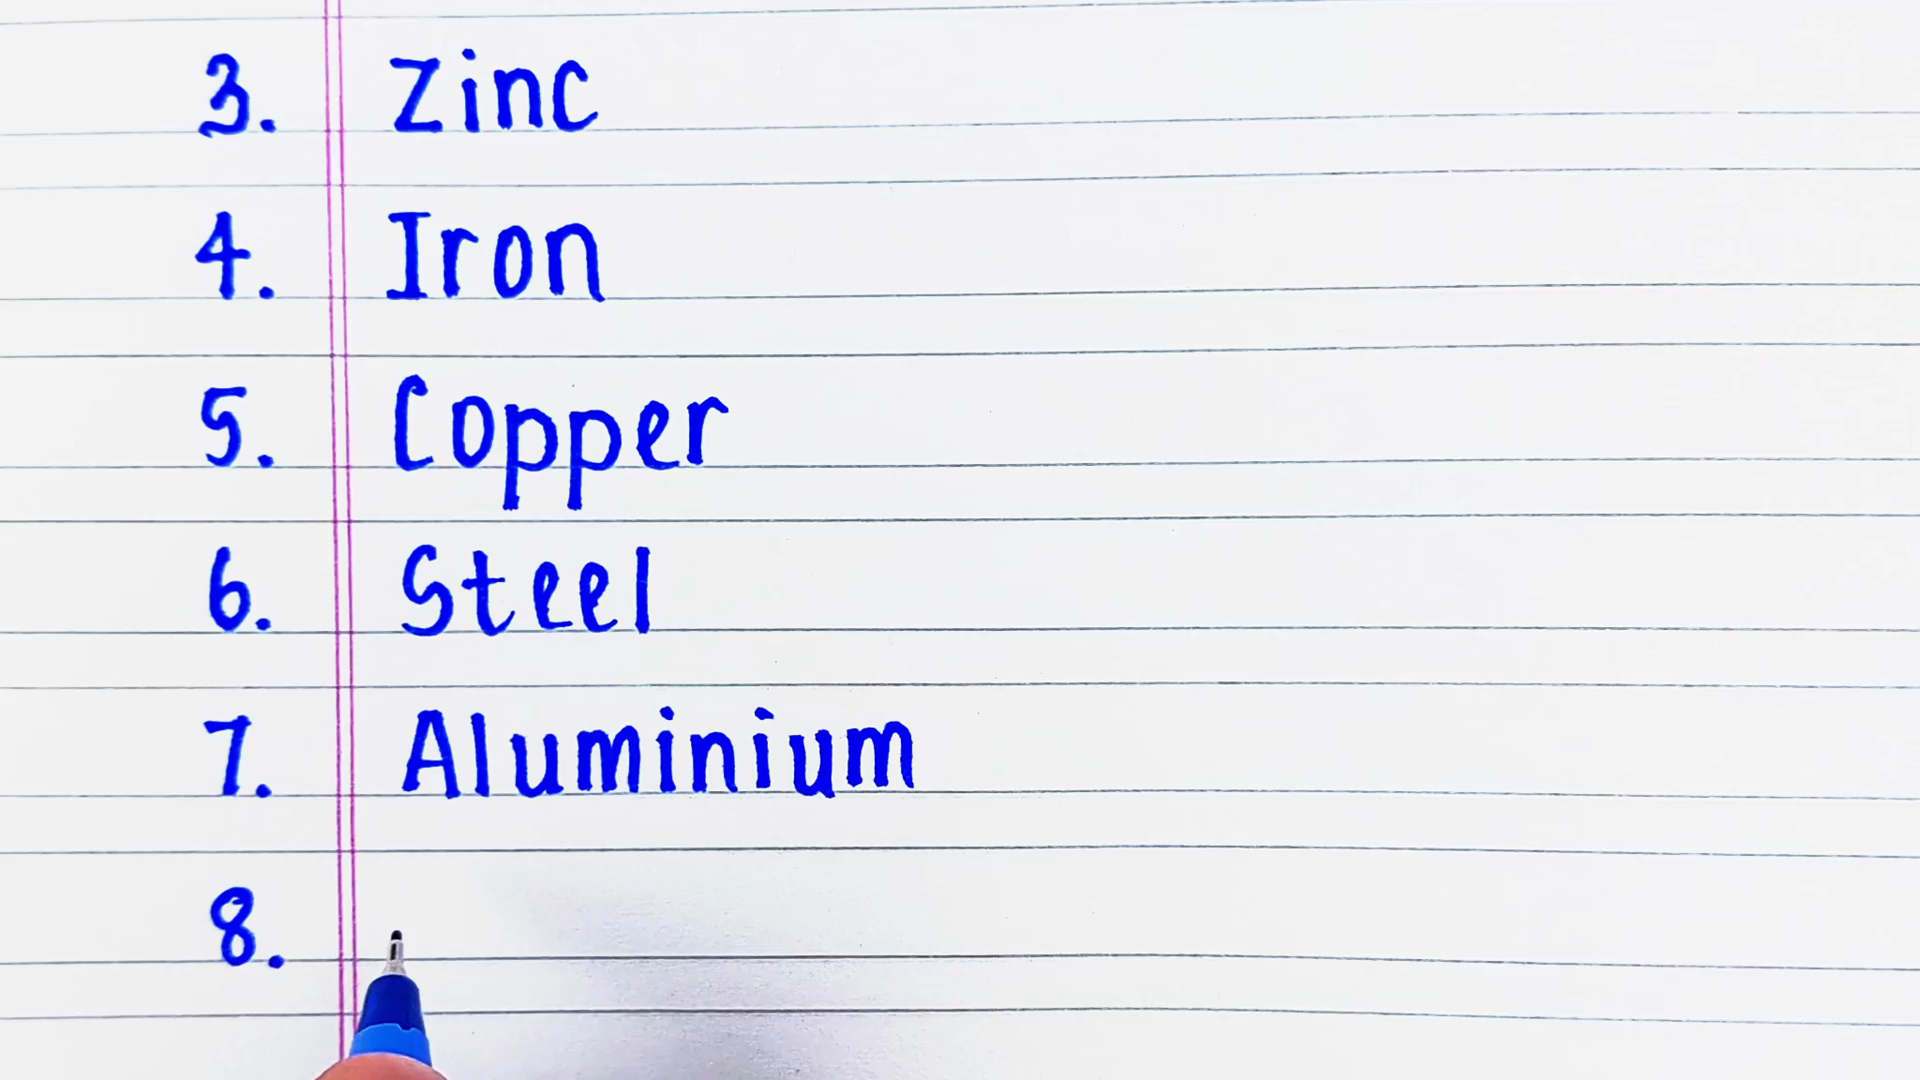 3. Zinc
4. Iron
5. Copper
6. Steel
7. Aluminium
8.